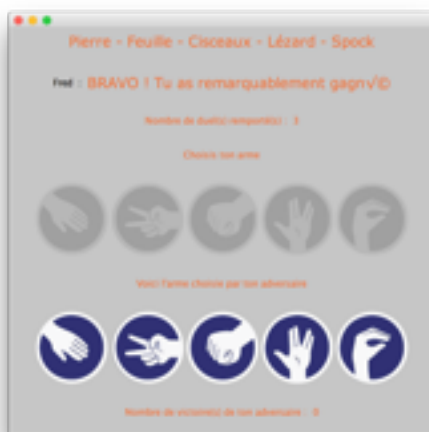 Pierre - Feuille - Cisceaux - Lézard - Spock
Fred : BRAVO ! Tu as remarquablement gagn√©
Nombre de duel(s) remporté(s) : 3
Choisis ton arme
Voici l'arme choisie par ton adversaire
Nombre de victoire(s) de ton adversaire : 0